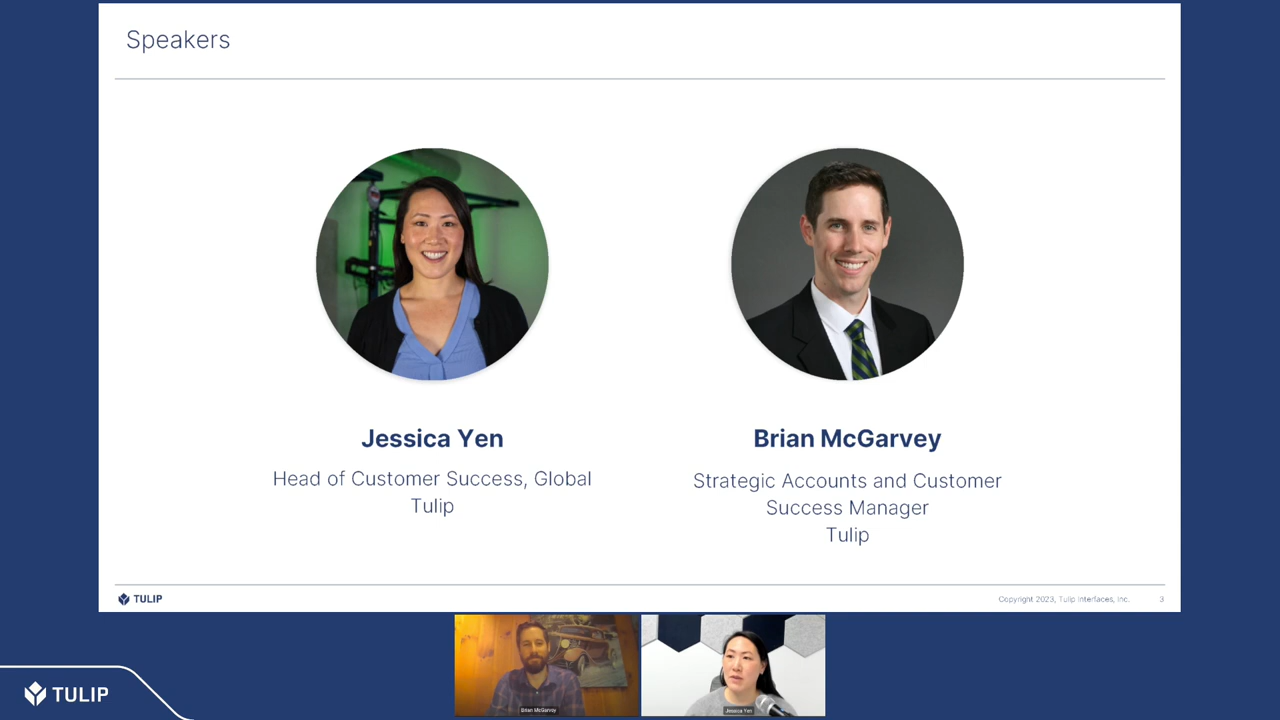 Speakers
Jessica Yen
Head of Customer Success, Global
Tulip
Brian McGarvey
Strategic Accounts and Customer
Success Manager
Tulip
TULIP
Copyright 2023, Tulip Interfaces, Inc.
3
Brian McGarvey
Jessica Yen
TULIP